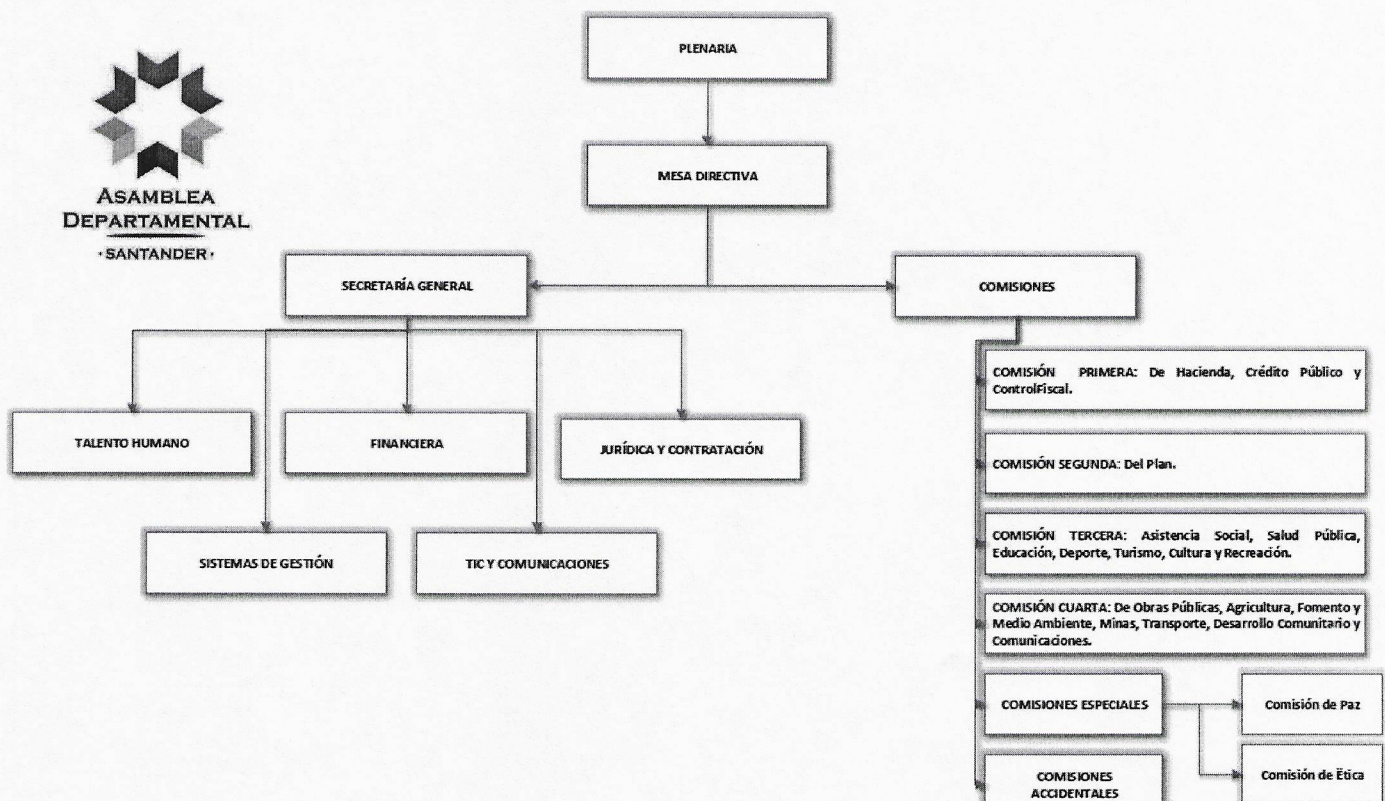 PLENARIA
ASAMBLEA
DEPARTAMENTAL
·SANTANDER·
MESA DIRECTIVA
SECRETARÍA GENERAL
COMISIONES
TALENTO HUMANO
FINANCIERA
JURÍDICA Y CONTRATACIÓN
SISTEMAS DE GESTIÓN
TIC Y COMUNICACIONES
COMISIÓN PRIMERA: De Hacienda, Crédito Público y
ControlFiscal.
COMISIÓN SEGUNDA: Del Plan.
COMISIÓN TERCERA: Asistencia Social, Salud Pública,
Educación, Deporte, Turismo, Cultura y Recreación.
COMISIÓN CUARTA: De Obras Públicas, Agricultura, Fomento y
Medio Ambiente, Minas, Transporte, Desarrollo Comunitario y
Comunicaciones.
COMISIONES ESPECIALES
Comisión de Paz
Comisión de Ëtica
COMISIONES
ACCIDENTALES